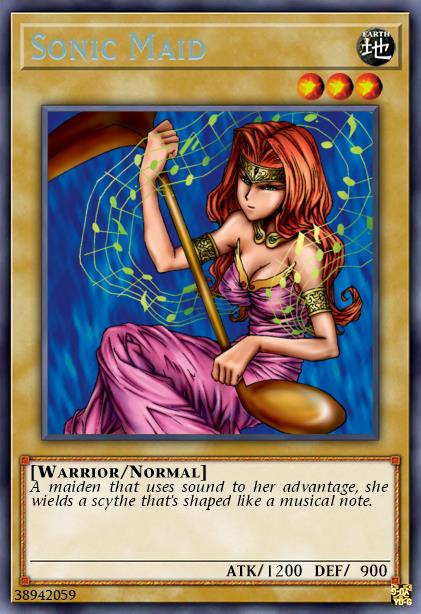 Sonic Maid
EARTH
地
[Warrior/Normal]
A maiden that uses sound to her advantage, she
wields a scythe that's shaped like a musical note.
ATK/1200 DEF/ 900
38942059